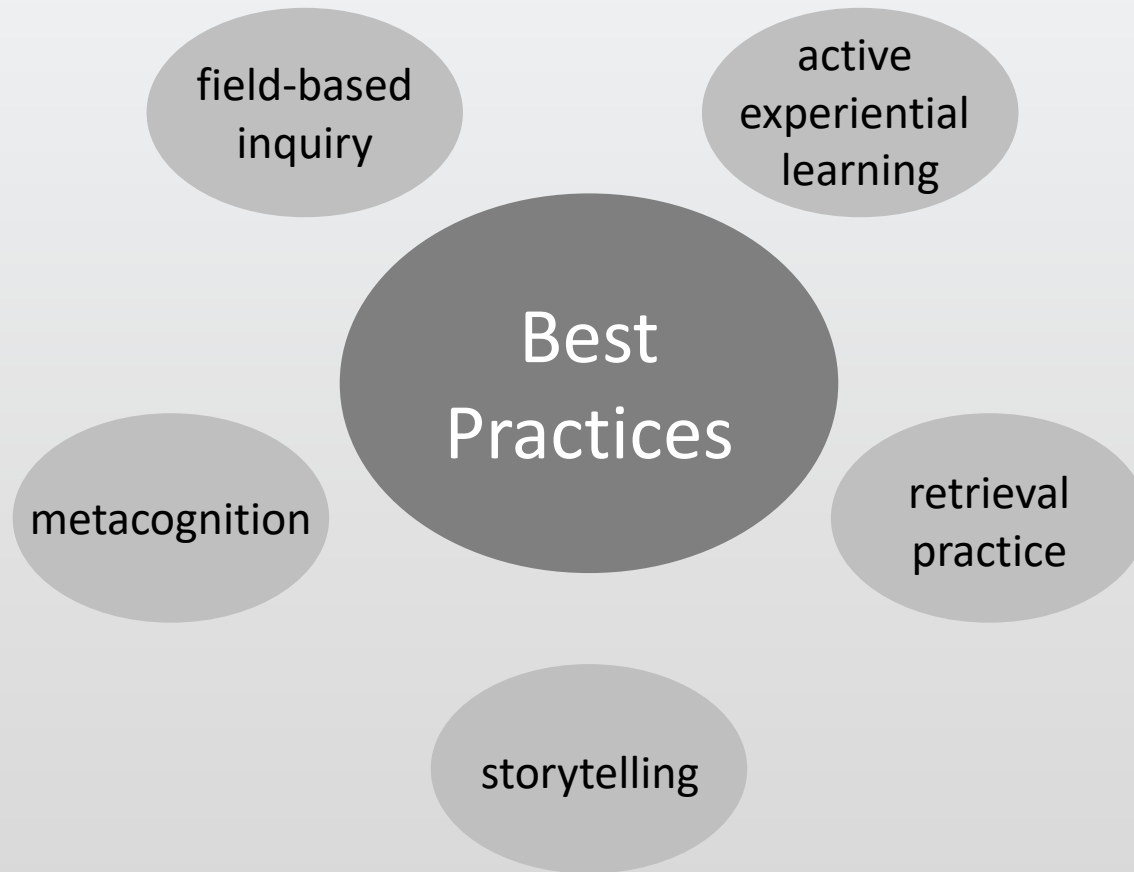 field-based
inquiry
active
experiential
learning
Best
Practices
metacognition
retrieval
practice
storytelling